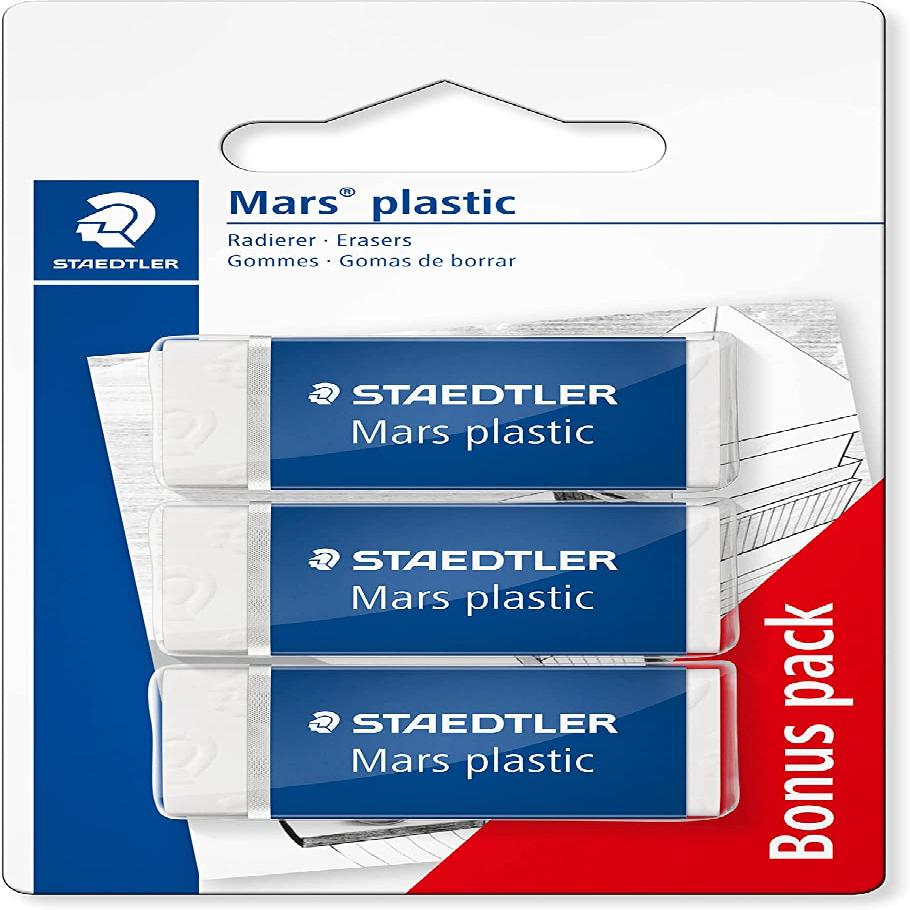 STAEDTLER
Mars® plastic
Radierer · Erasers
Gommes · Gomas de borrar
STAEDTLER
Mars plastic
STAEDTLER
Mars plastic
STAEDTLER
Mars plastic
Bonus pack